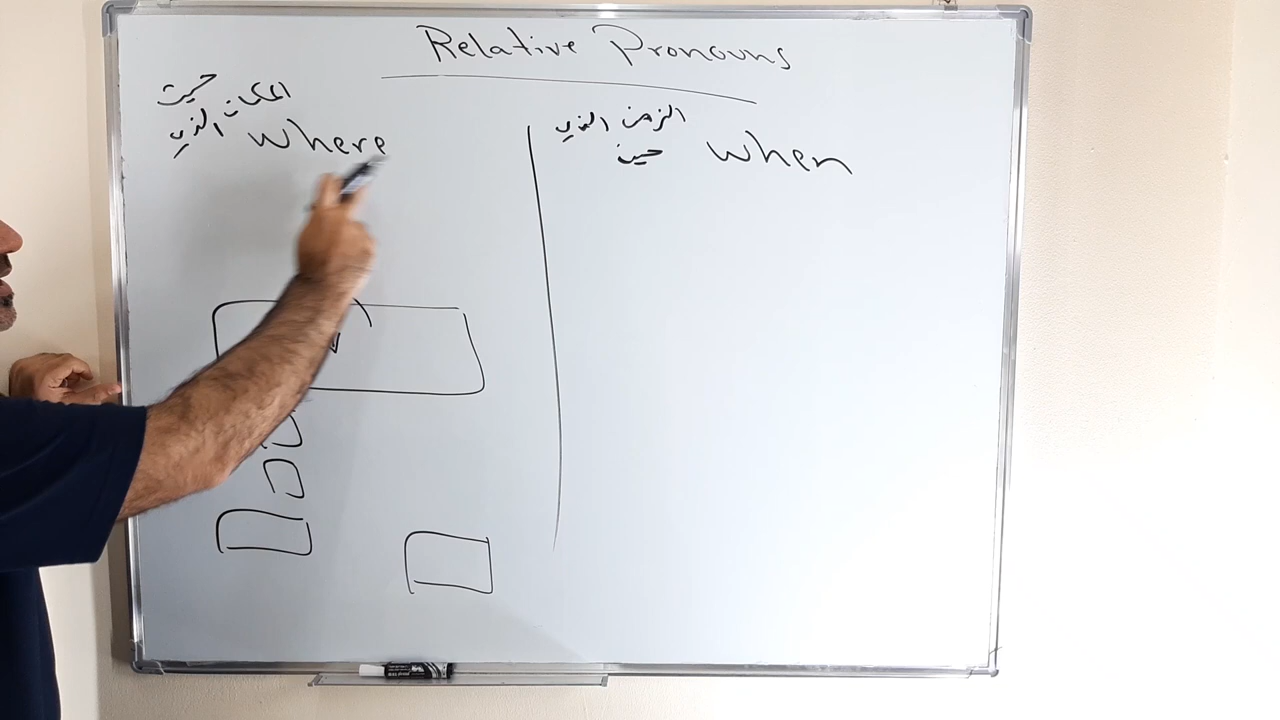 Relative Pronouns
حيث
المكان الذي where
الزمن الذي
حين when